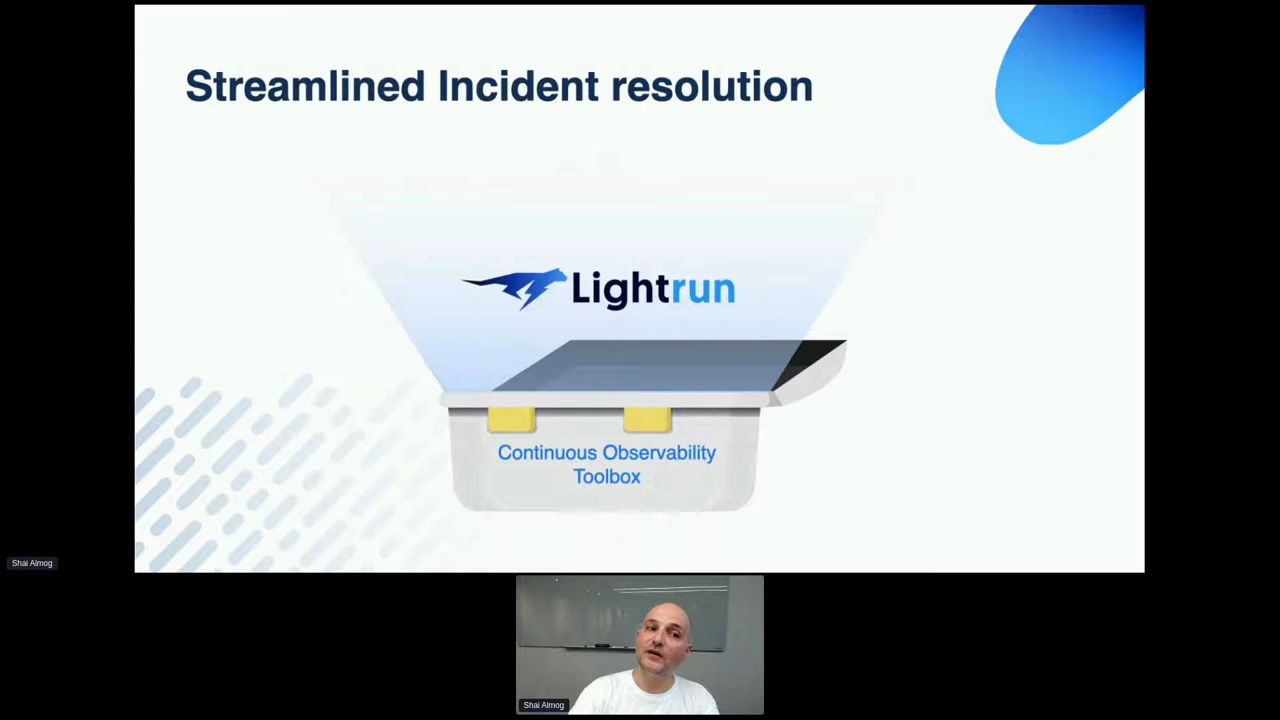 Streamlined Incident resolution
Lightrun
Continuous Observability
Toolbox
Shai Almog
Shai Almog